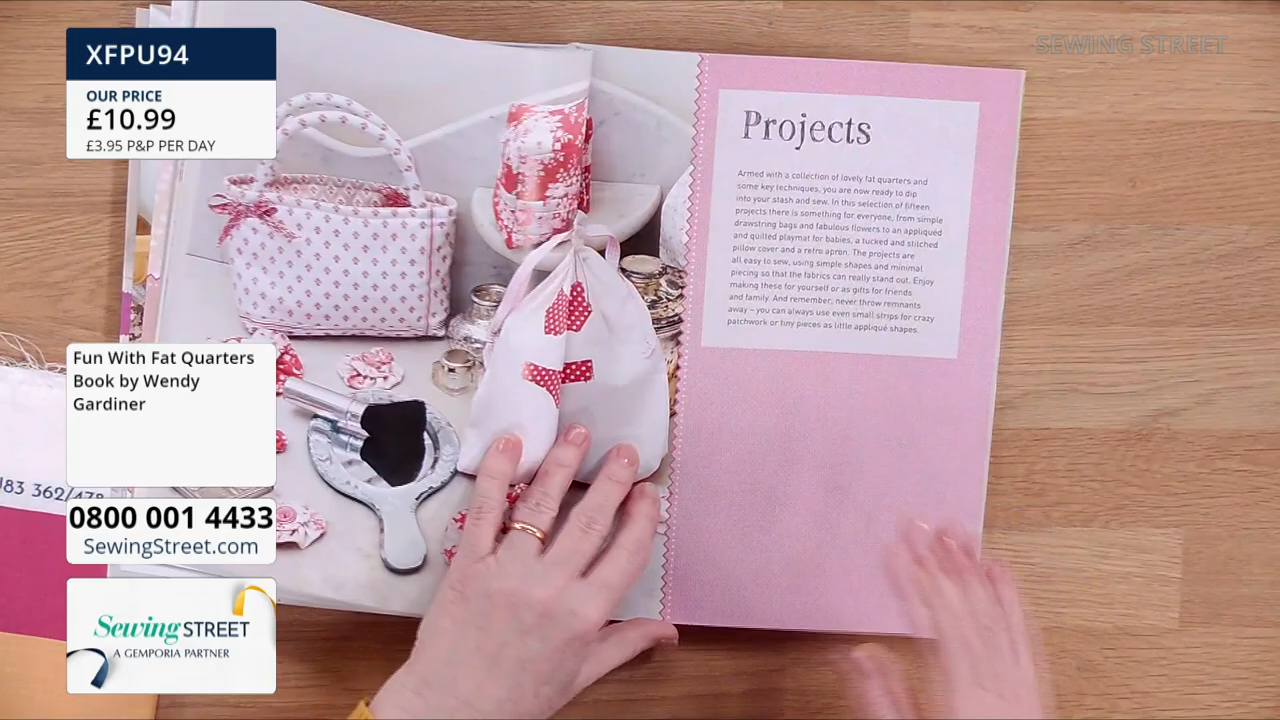 XFPU94
OUR PRICE
£10.99
£3.95 P&P PER DAY
SEWING STREET
Projects
Armed with a collection of lovely fat quarters and
some key techniques, you are now ready to dip
into your stash and sew. In this selection of fifteen
projects there is something for everyone, from simple
drawstring bags and fabulous flowers to an appliqued
and quilted playmat for babies, a tucked and stitched
pillow cover and a retro apron. The projects are
all easy to sew, using simple shapes and minimal
piecing so that the fabrics can really stand out. Enjoy
making these for yourself or as gifts for friends
and family. And remember, never throw remnants
away – you can always use even small strips for crazy
patchwork or tiny pieces as little appliqué shapes.
Fun With Fat Quarters
Book by Wendy
Gardiner
0800 001 4433
SewingStreet.com
Sewing STREET
A GEMPORIA PARTNER